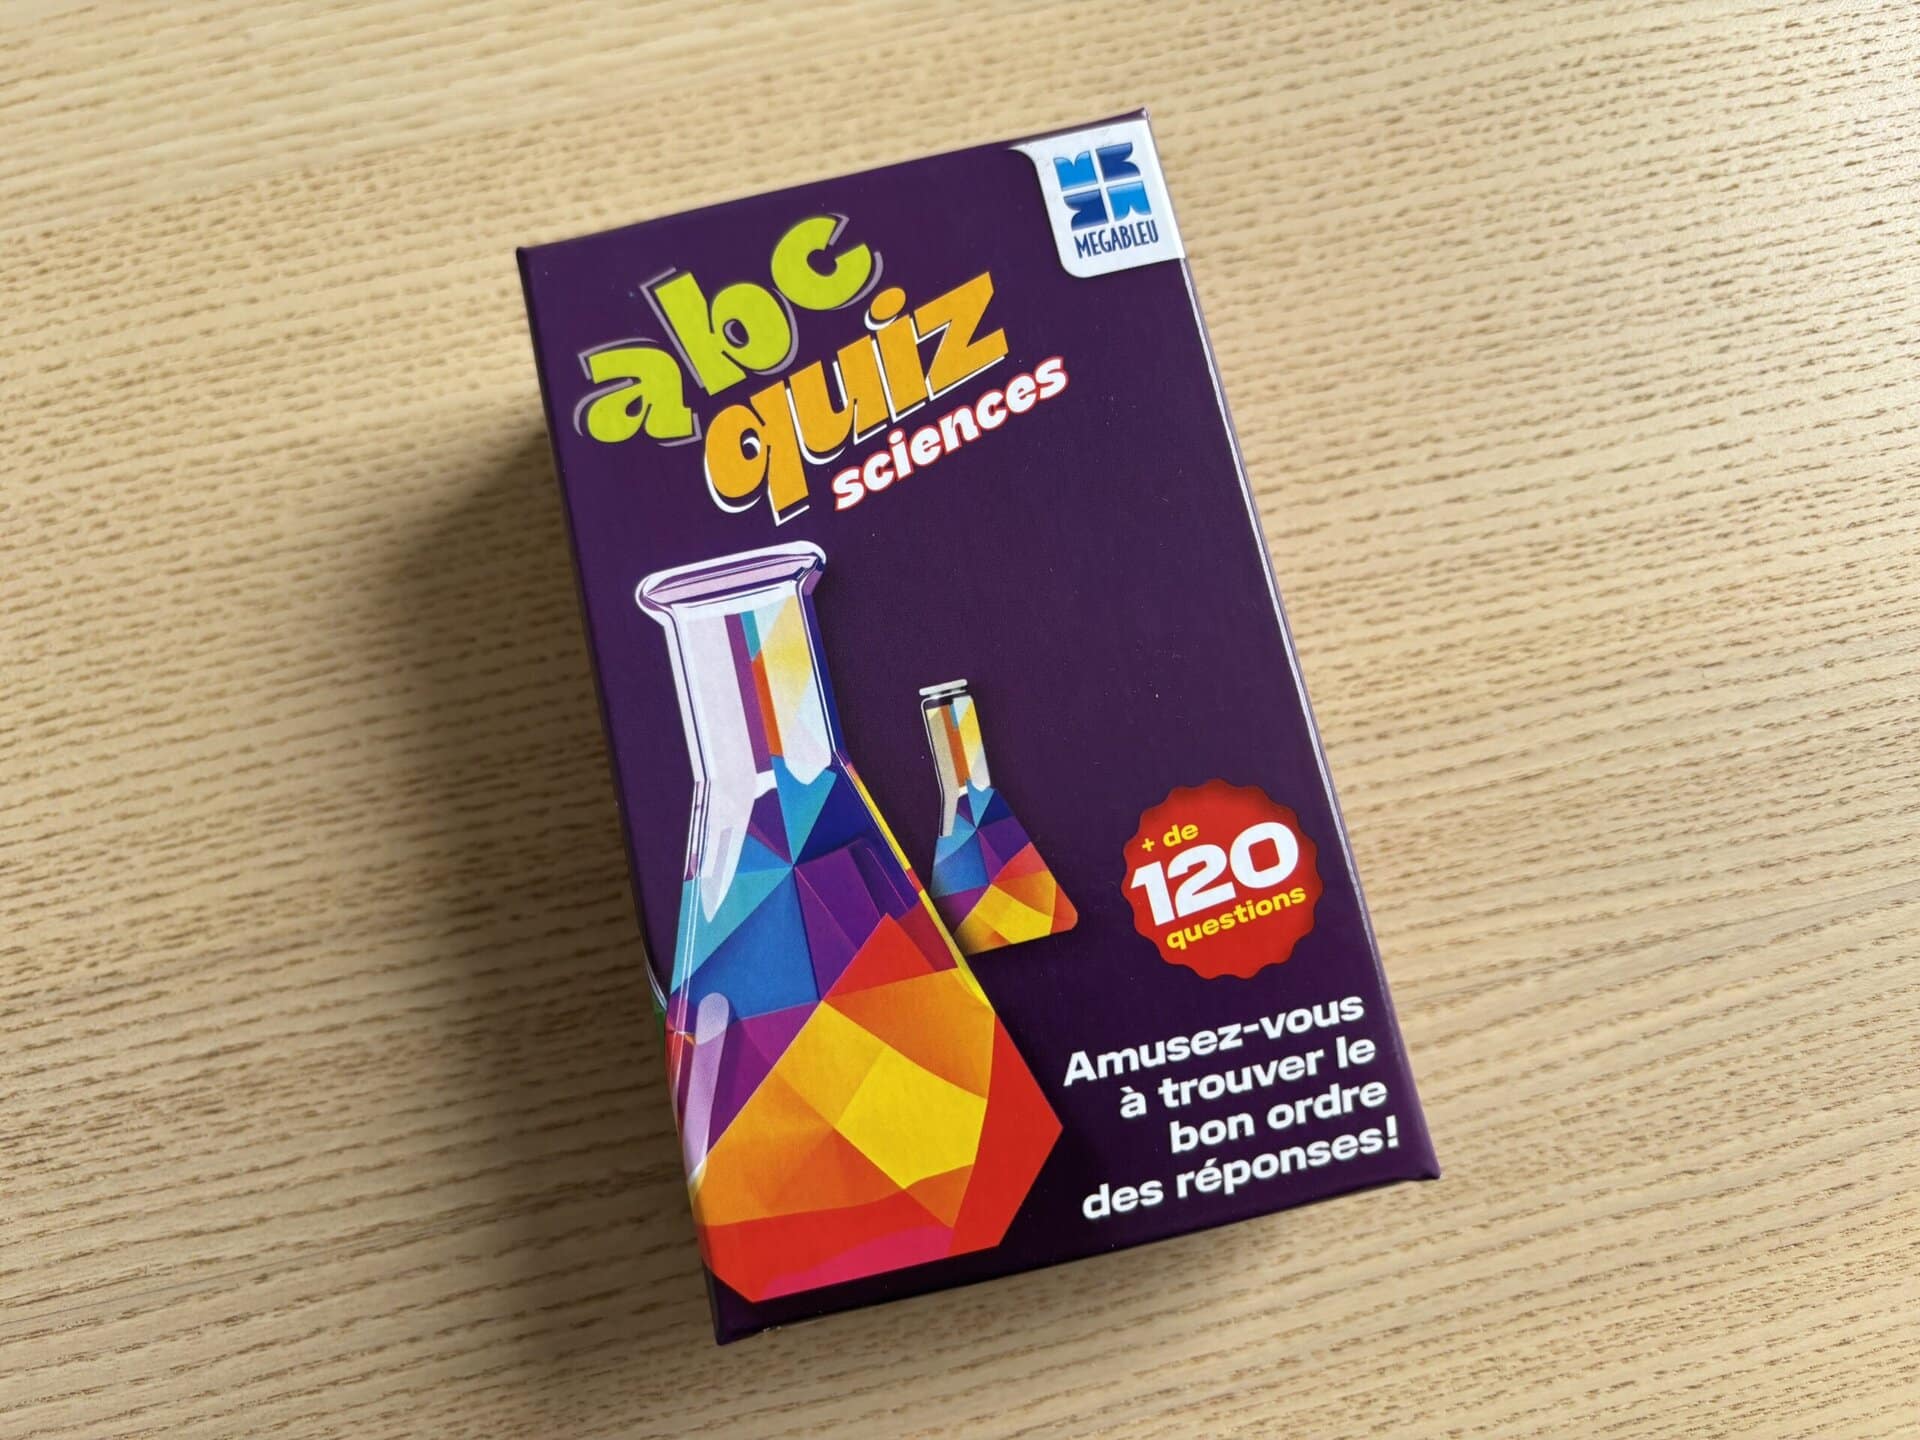 MEGABLEU
abc
quiz
sciences
+ de
120
questions
Amusez-vous
à trouver le
bon ordre
des réponses!